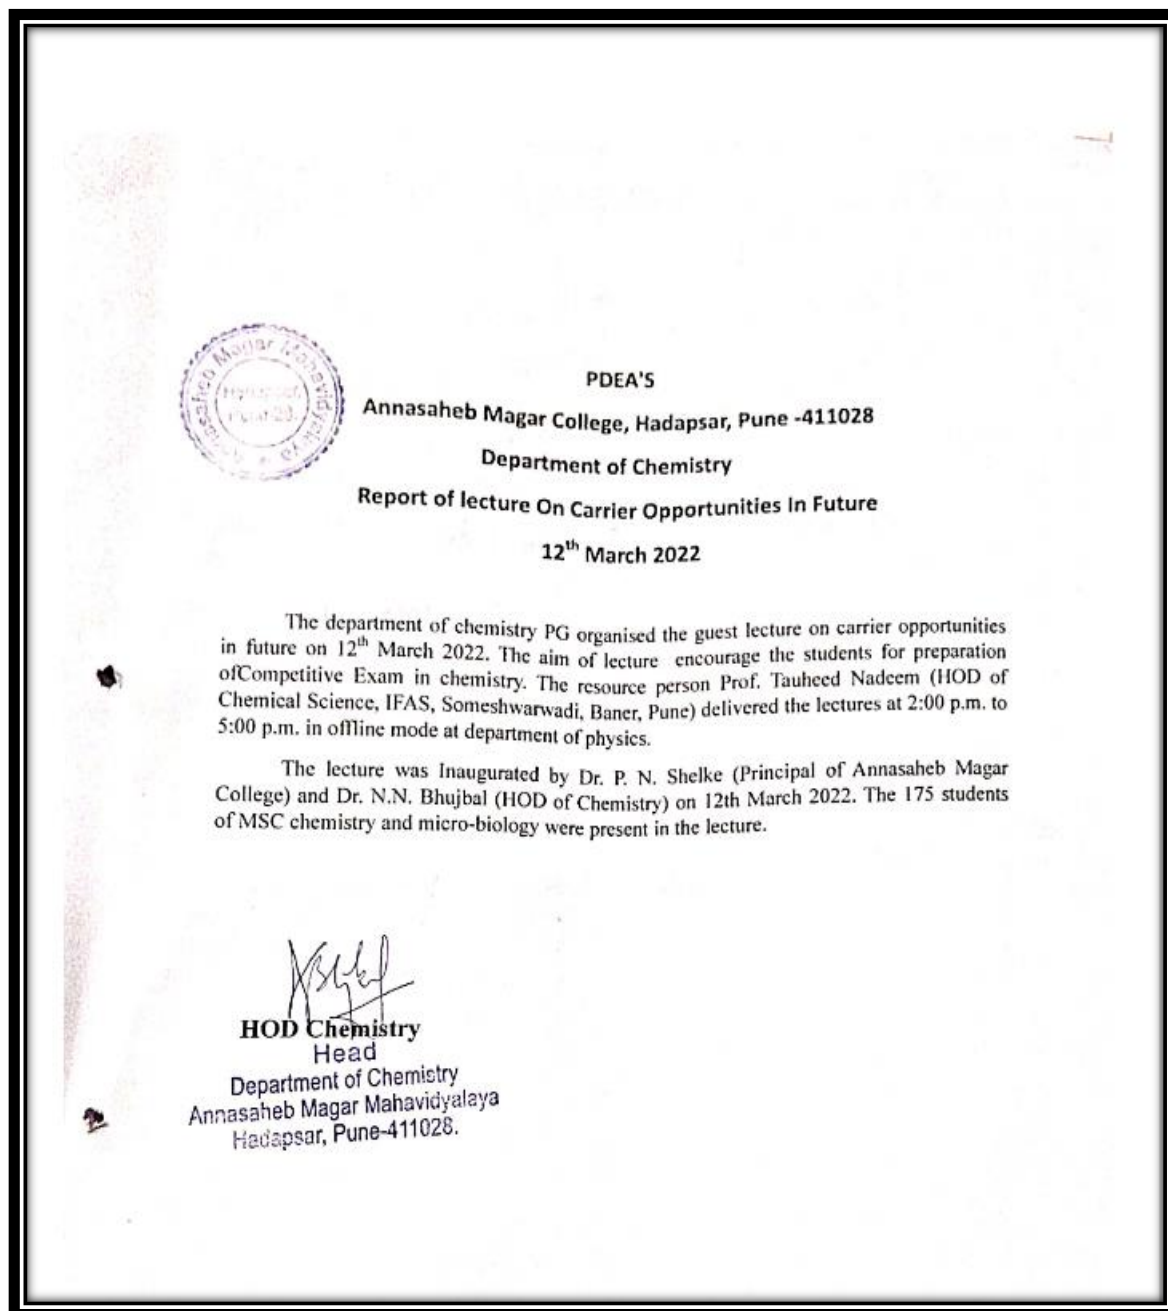 Annasaheb Magar Mahavidyalaya
Hadapsar,
Pune-28.
PDEA'S
Annasaheb Magar College, Hadapsar, Pune -411028
Department of Chemistry
Report of lecture On Carrier Opportunities In Future
12th March 2022
The department of chemistry PG organised the guest lecture on carrier opportunities
in future on 12th March 2022. The aim of lecture encourage the students for preparation
ofCompetitive Exam in chemistry. The resource person Prof. Tauheed Nadeem (HOD of
Chemical Science, IFAS, Someshwarwadi, Baner, Pune) delivered the lectures at 2:00 p.m. to
5:00 p.m. in offline mode at department of physics.
The lecture was Inaugurated by Dr. P. N. Shelke (Principal of Annasaheb Magar
College) and Dr. N.N. Bhujbal (HOD of Chemistry) on 12th March 2022. The 175 students
of MSC chemistry and micro-biology were present in the lecture.
HOD Chemistry
Head
Department of Chemistry
Annasaheb Magar Mahavidyalaya
Hadapsar, Pune-411028.